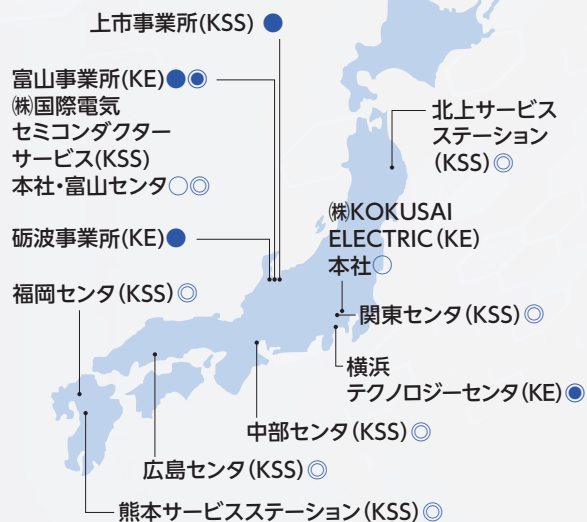 上市事業所(KSS)●
富山事業所(KE)●◉
㈱国際電気
セミコンダクター
サービス(KSS)
本社・富山センタ○◎
砺波事業所(KE)●
福岡センタ(KSS)◎
北上サービス
ステーション
(KSS)◎
㈱KOKUSAI
ELECTRIC(KE)
本社○
関東センタ(KSS)◎
横浜
テクノロジーセンタ(KE)◉
中部センタ(KSS)◎
広島センタ(KSS)◎
熊本サービスステーション(KSS)◎